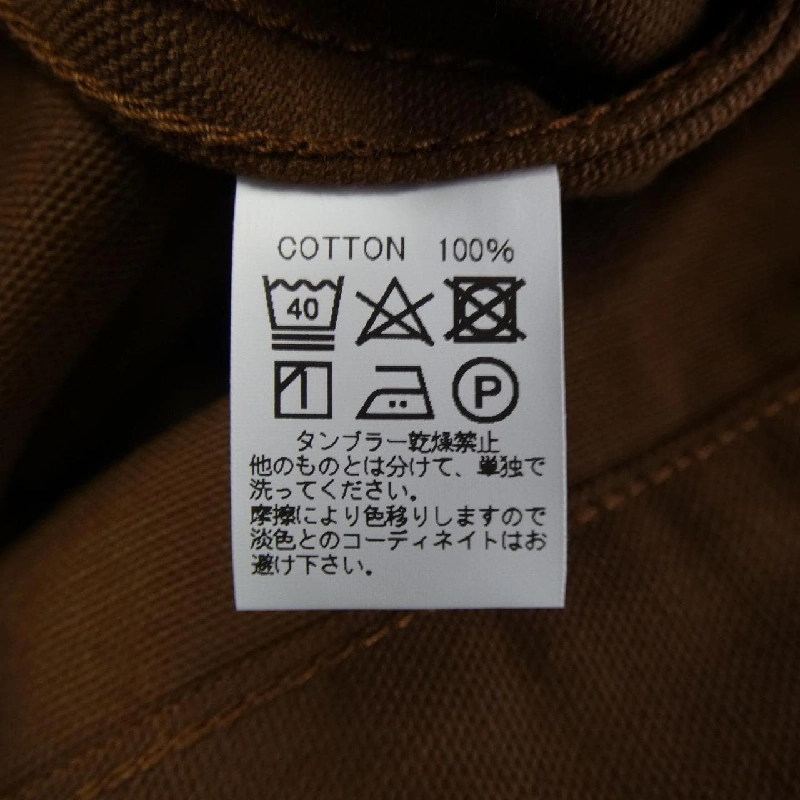 COTTON 100%
40
P
タンブラー乾燥禁止
他のものとは分けて、単独で
洗ってください。
摩擦により色移りしますので
淡色とのコーディネイトはお
避け下さい。